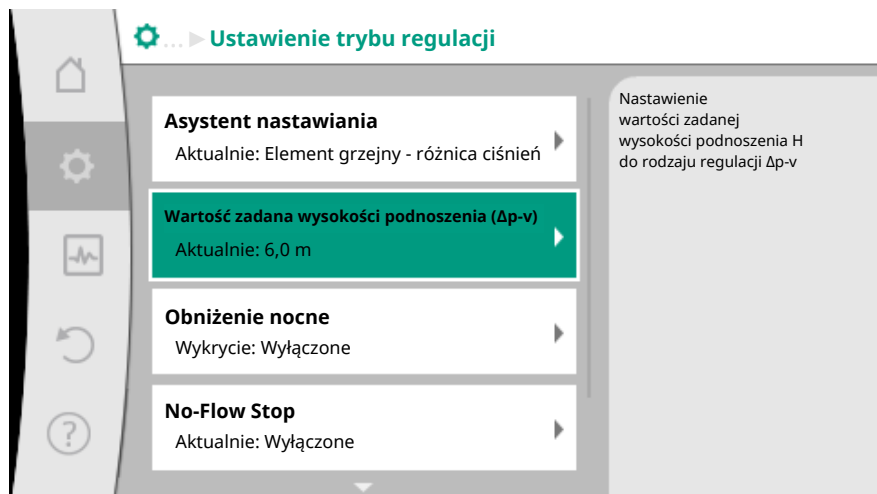 ... Ustawienie trybu regulacji
Asystent nastawiania
Aktualnie: Element grzejny - różnica ciśnień
Wartość zadana wysokości podnoszenia (Δp-v)
Aktualnie: 6,0 m
Obniżenie nocne
Wykrycie: Wyłączone
No-Flow Stop
Aktualnie: Wyłączone
Nastawienie
wartości zadanej
wysokości podnoszenia H
do rodzaju regulacji Δp-v
?